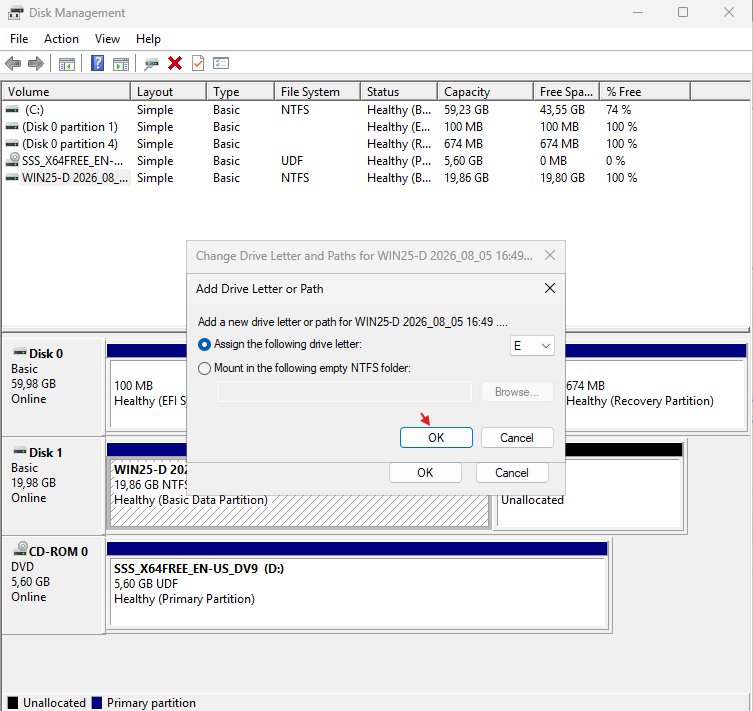 Disk Management
File Action View Help
Volume Layout Type File System Status Capacity Free Spa... % Free
(C:) Simple Basic NTFS Healthy (B... 59,23 GB 43,55 GB 74 %
(Disk 0 partition 1) Simple Basic Healthy (E... 100 MB 100 MB 100 %
(Disk 0 partition 4) Simple Basic Healthy (R... 674 MB 674 MB 100 %
SSS_X64FREE_EN-... Simple Basic UDF Healthy (P... 5,60 GB 0 MB 0 %
WIN25-D 2026_08_... Simple Basic NTFS Healthy (B... 19,86 GB 19,80 GB 100 %
Change Drive Letter and Paths for WIN25-D 2026_08_05 16:49...
Add Drive Letter or Path
Add a new drive letter or path for WIN25-D 2026_08_05 16:49 ....
Assign the following drive letter: E
Mount in the following empty NTFS folder:
Browse...
OK Cancel
OK Cancel
Disk 0
Basic
59,98 GB
Online
100 MB
Healthy (EFI S
674 MB
Healthy (Recovery Partition)
Disk 1
Basic
19,98 GB
Online
WIN25-D 202
19,86 GB NTFS
Healthy (Basic Data Partition)
Unallocated
CD-ROM 0
DVD
5,60 GB
Online
SSS_X64FREE_EN-US_DV9 (D:)
5,60 GB UDF
Healthy (Primary Partition)
Unallocated Primary partition